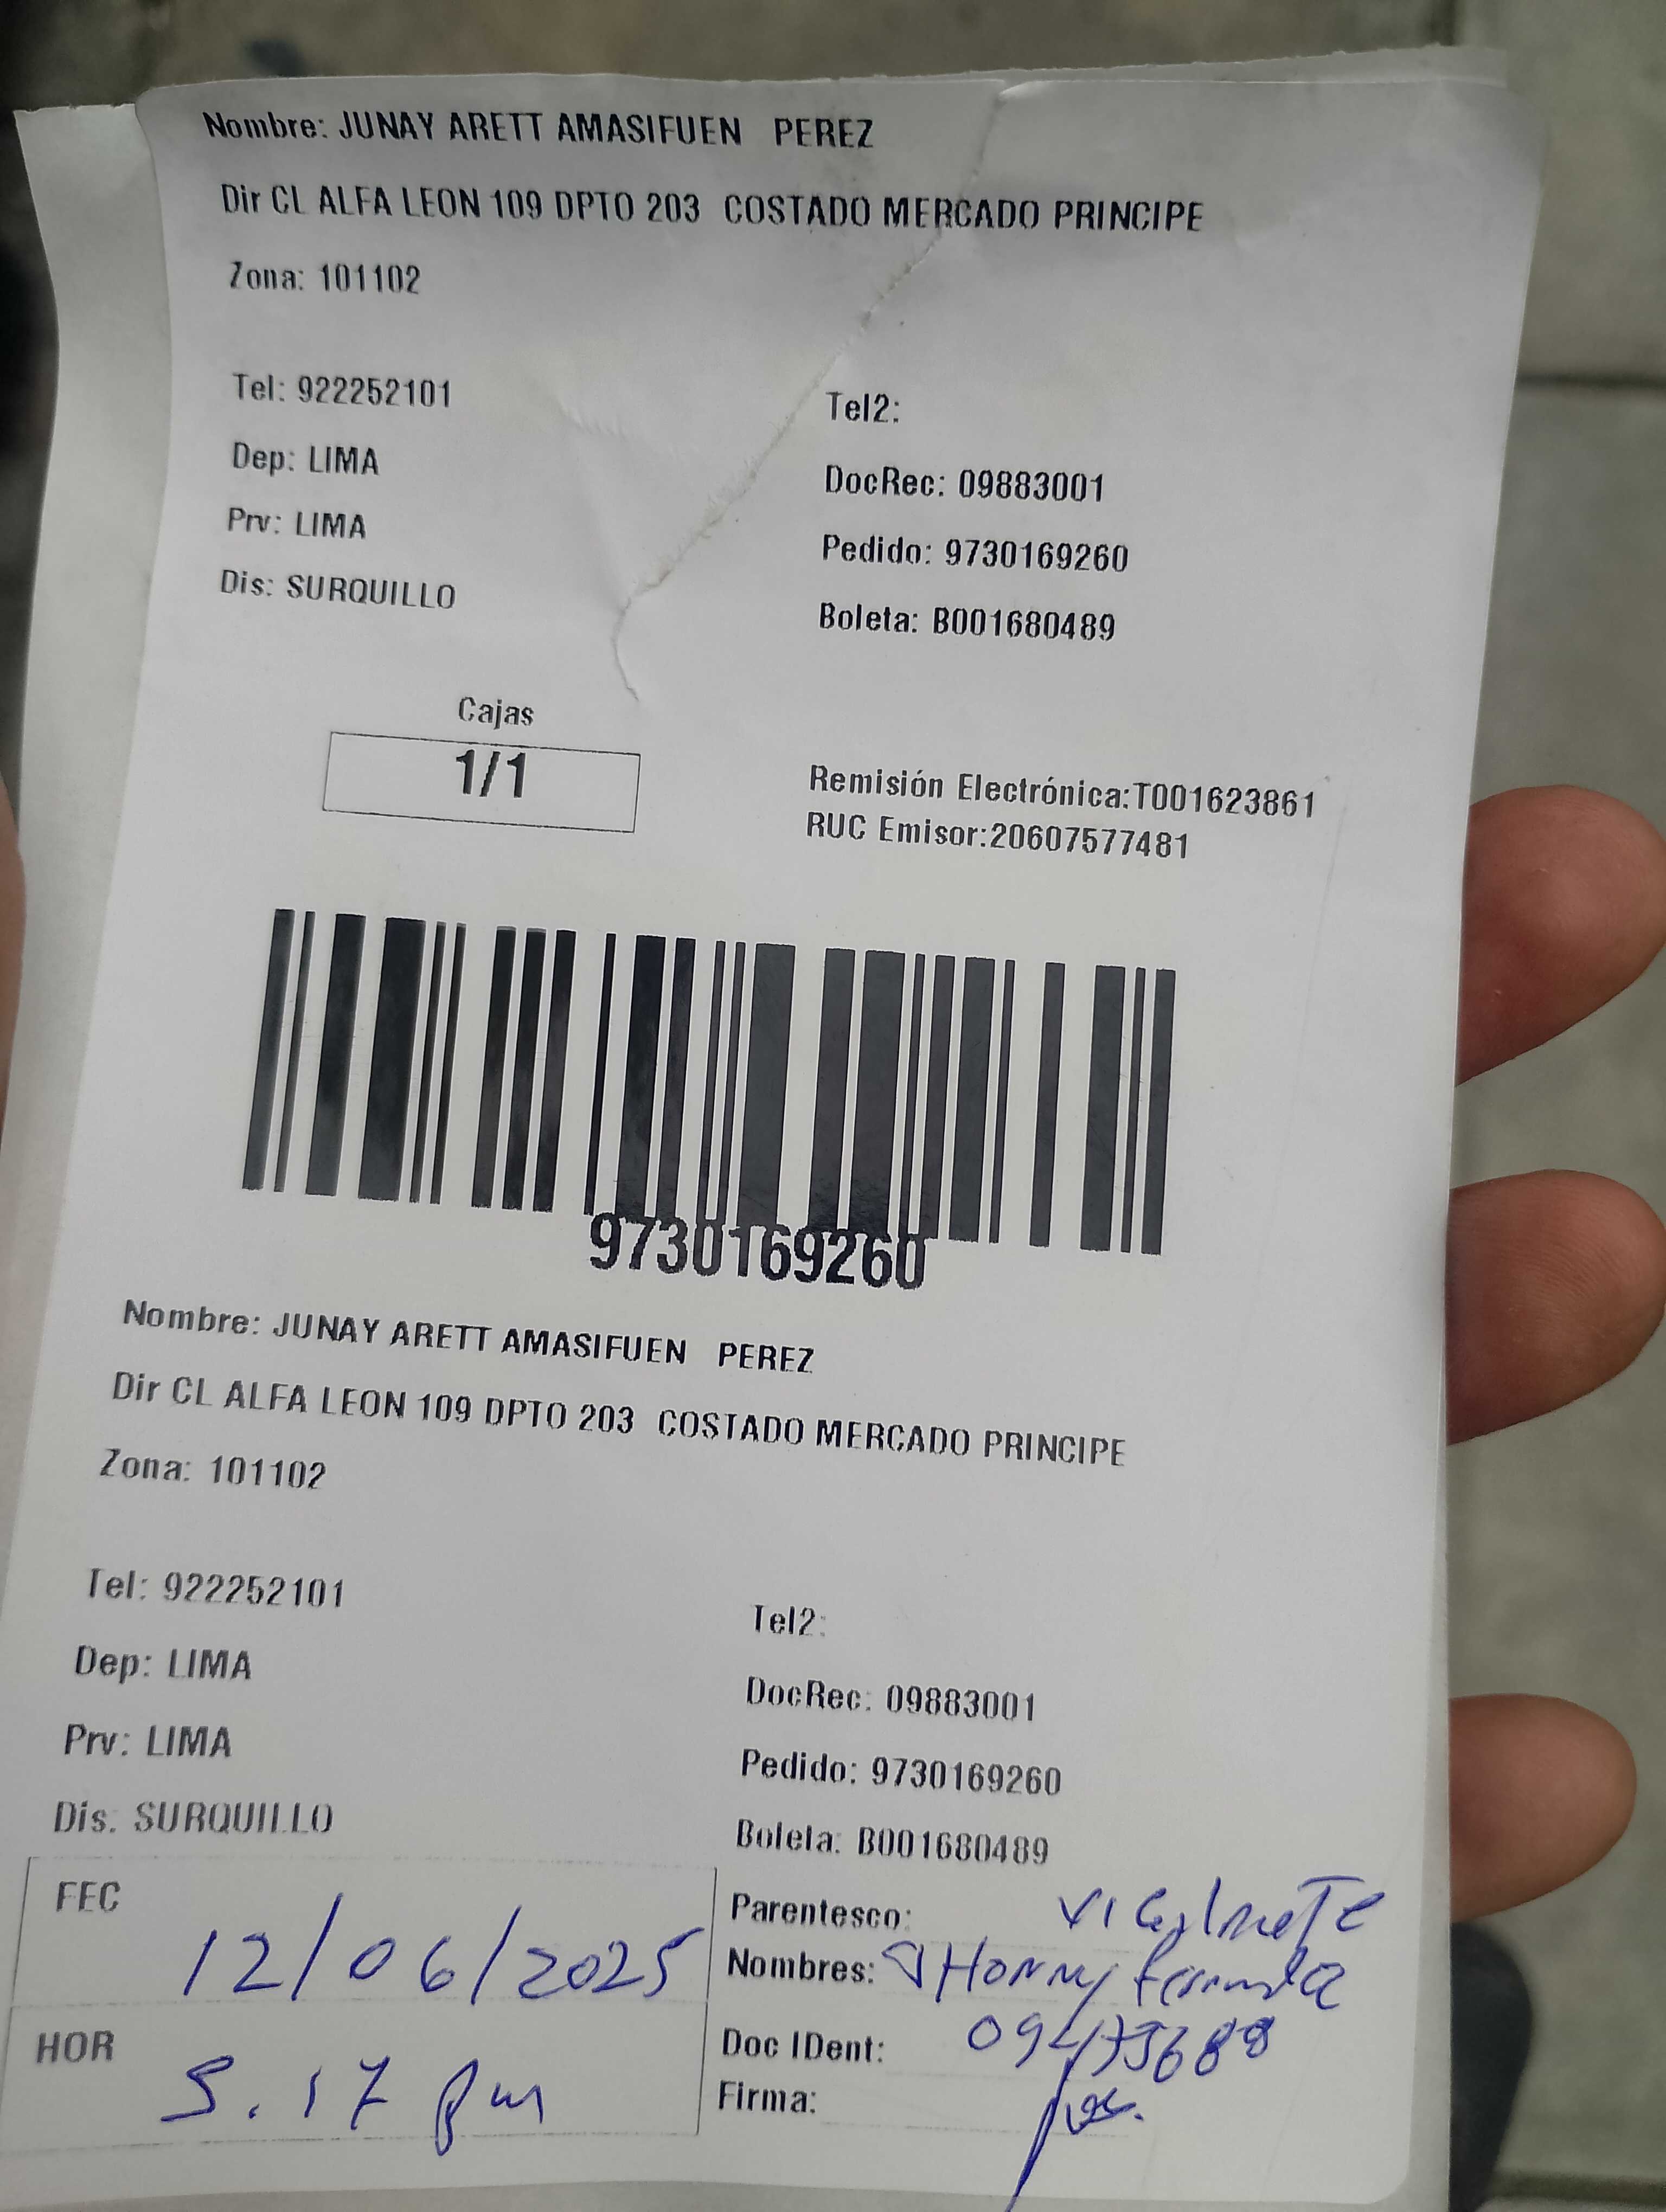 Nombre: JUNAY ARETT AMASIFUEN PEREZ
Dir CL ALFA LEON 109 DPTO 203 COSTADO MERCADO PRINCIPE
Zona: 101102
Tel: 922252101
Tel2:
Dep: LIMA
DocRec: 09883001
Prv: LIMA
Pedido: 9730169260
Dis: SURQUILLO
Boleta: B001680489
Cajas
1/1
Remisión Electrónica:T001623861
RUC Emisor:20607577481
9730169260
Nombre: JUNAY ARETT AMASIFUEN PEREZ
Dir CL ALFA LEON 109 DPTO 203 COSTADO MERCADO PRINCIPE
Zona: 101102
Tel: 922252101
Tel2:
Dep: LIMA
DocRec: 09883001
Prv: LIMA
Pedido: 9730169260
Dis. SURQUILLO
Boleta: B001680489
FEC 12/06/2025
Parentesco:
Nombres:
HOR 5.17 pm
Doc IDent:
Firma: